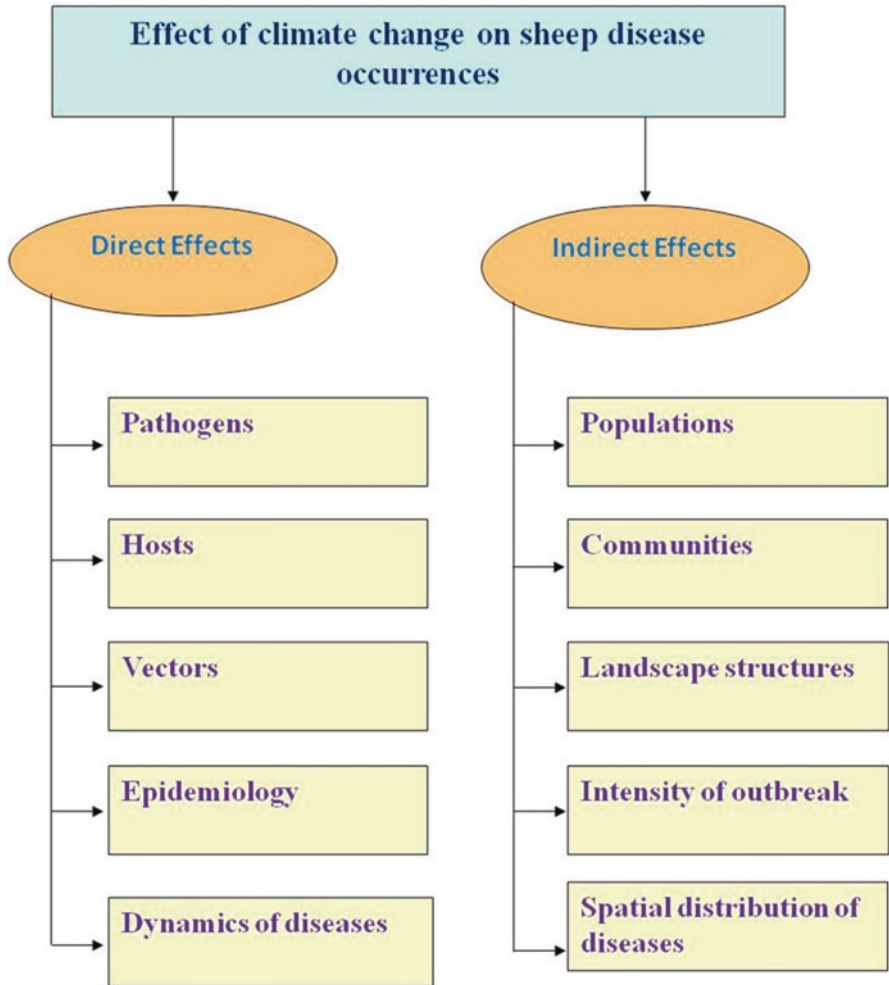 Effect of climate change on sheep disease
occurrences
Direct Effects
Pathogens
Hosts
Vectors
Epidemiology
Dynamics of diseases
Indirect Effects
Populations
Communities
Landscape structures
Intensity of outbreak
Spatial distribution of
diseases